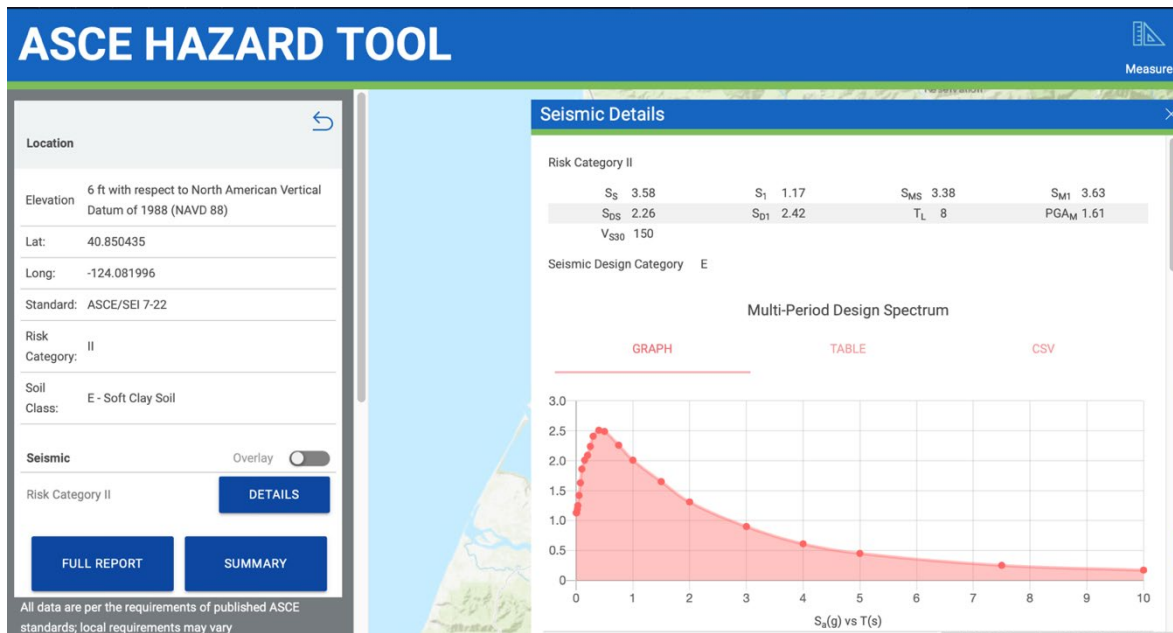 ASCE HAZARD TOOL
Measure
Location
Elevation 6 ft with respect to North American Vertical
Datum of 1988 (NAVD 88)
Lat: 40.850435
Long: -124.081996
Standard: ASCE/SEI 7-22
Risk
Category: II
Soil
Class: E - Soft Clay Soil
Seismic Overlay
Risk Category II DETAILS
FULL REPORT SUMMARY
All data are per the requirements of published ASCE
standards; local requirements may vary
Reservation
Seismic Details
Risk Category II
SS 3.58 S1 1.17 SMS 3.38 SM1 3.63
SDS 2.26 SD1 2.42 TL 8 PGAM 1.61
VS30 150
Seismic Design Category E
Multi-Period Design Spectrum
GRAPH TABLE CSV
3.0
2.5
2.0
1.5
1.0
0.5
0
0 1 2 3 4 5 6 7 8 9 10
Sa(g) vs T(s)